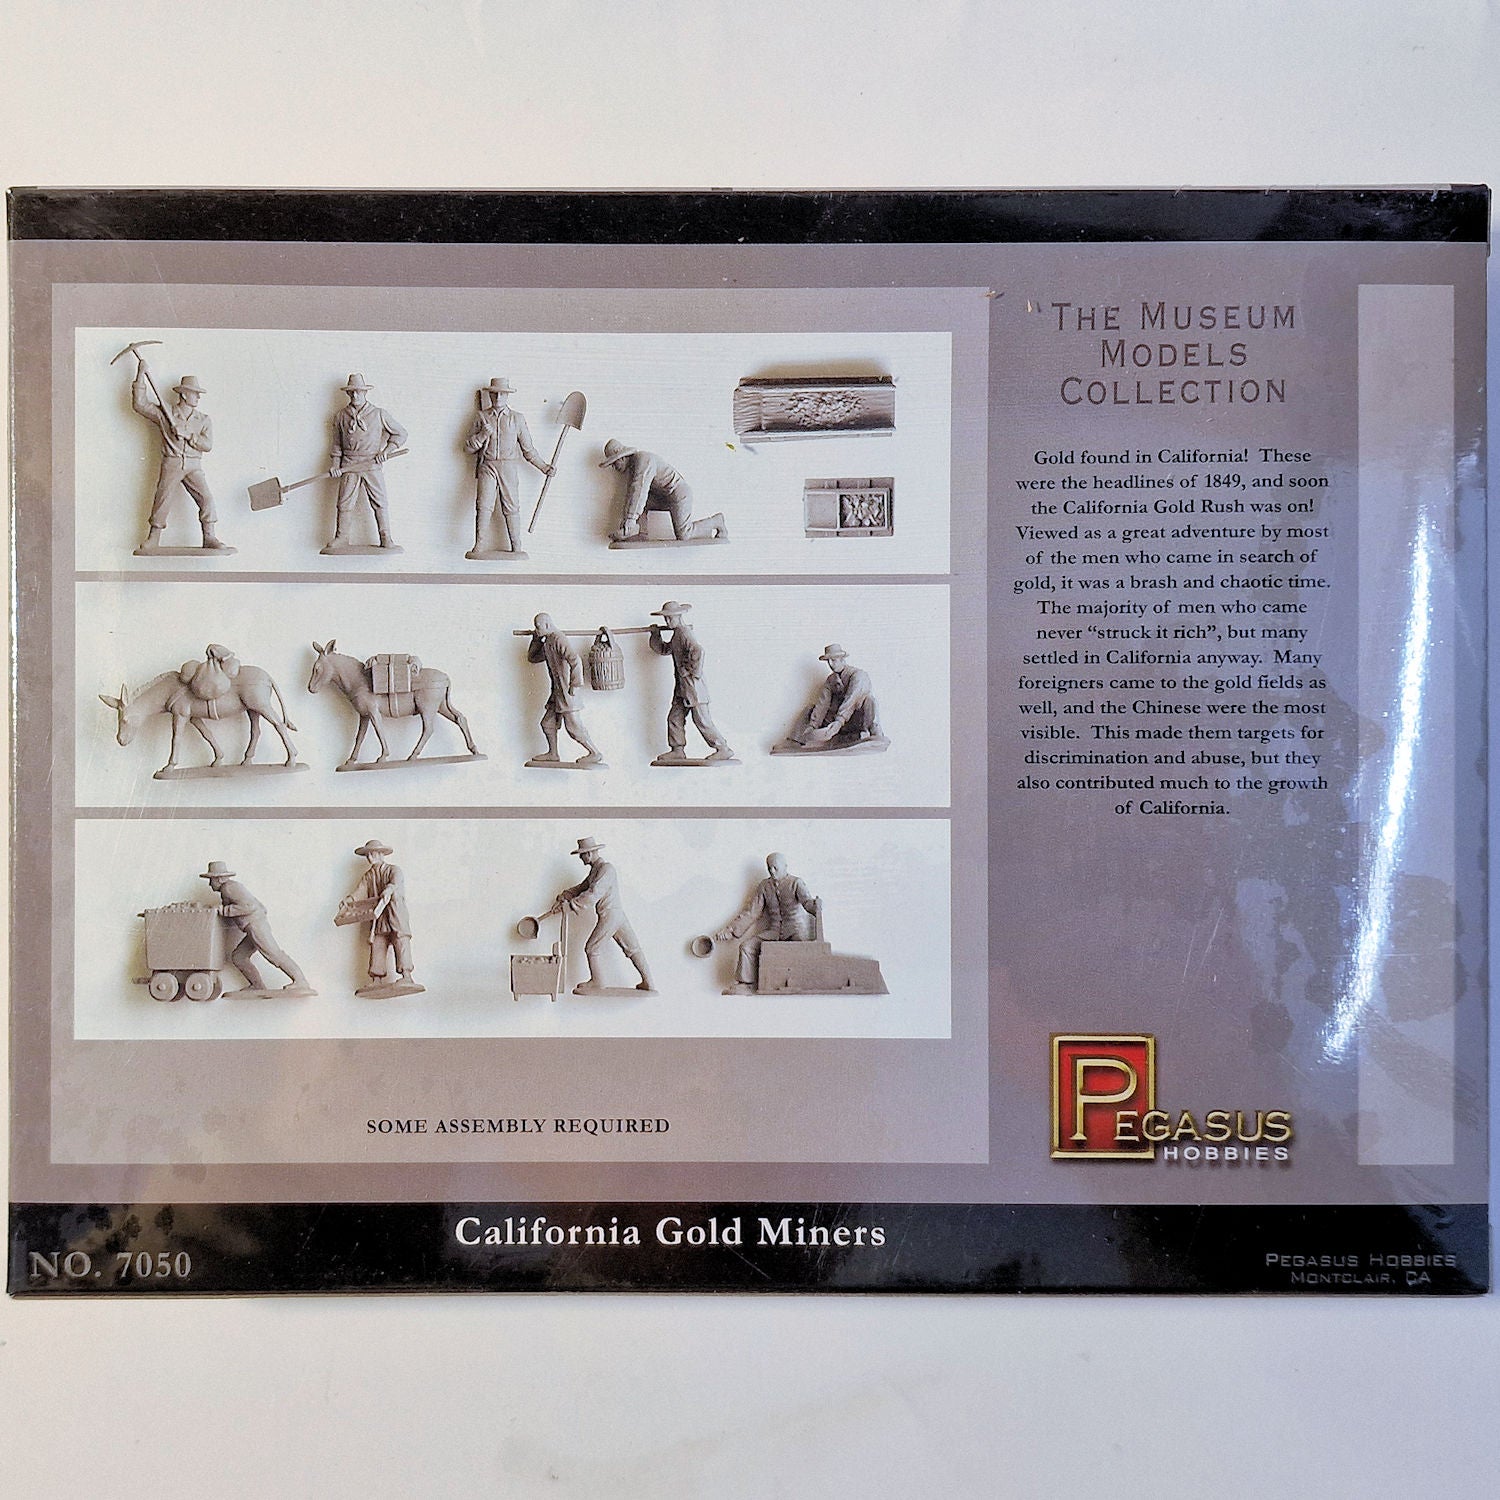 THE MUSEUM
MODELS
COLLECTION
Gold found in California! These
were the headlines of 1849, and soon
the California Gold Rush was on!
Viewed as a great adventure by most
of the men who came in search of
gold, it was a brash and chaotic time.
The majority of men who came
never “struck it rich”, but many
settled in California anyway. Many
foreigners came to the gold fields as
well, and the Chinese were the most
visible. This made them targets for
discrimination and abuse, but they
also contributed much to the growth
of California.
PEGASUS
HOBBIES
SOME ASSEMBLY REQUIRED
California Gold Miners
NO. 7050
PEGASUS HOBBIES
MONTCLAIR, CA